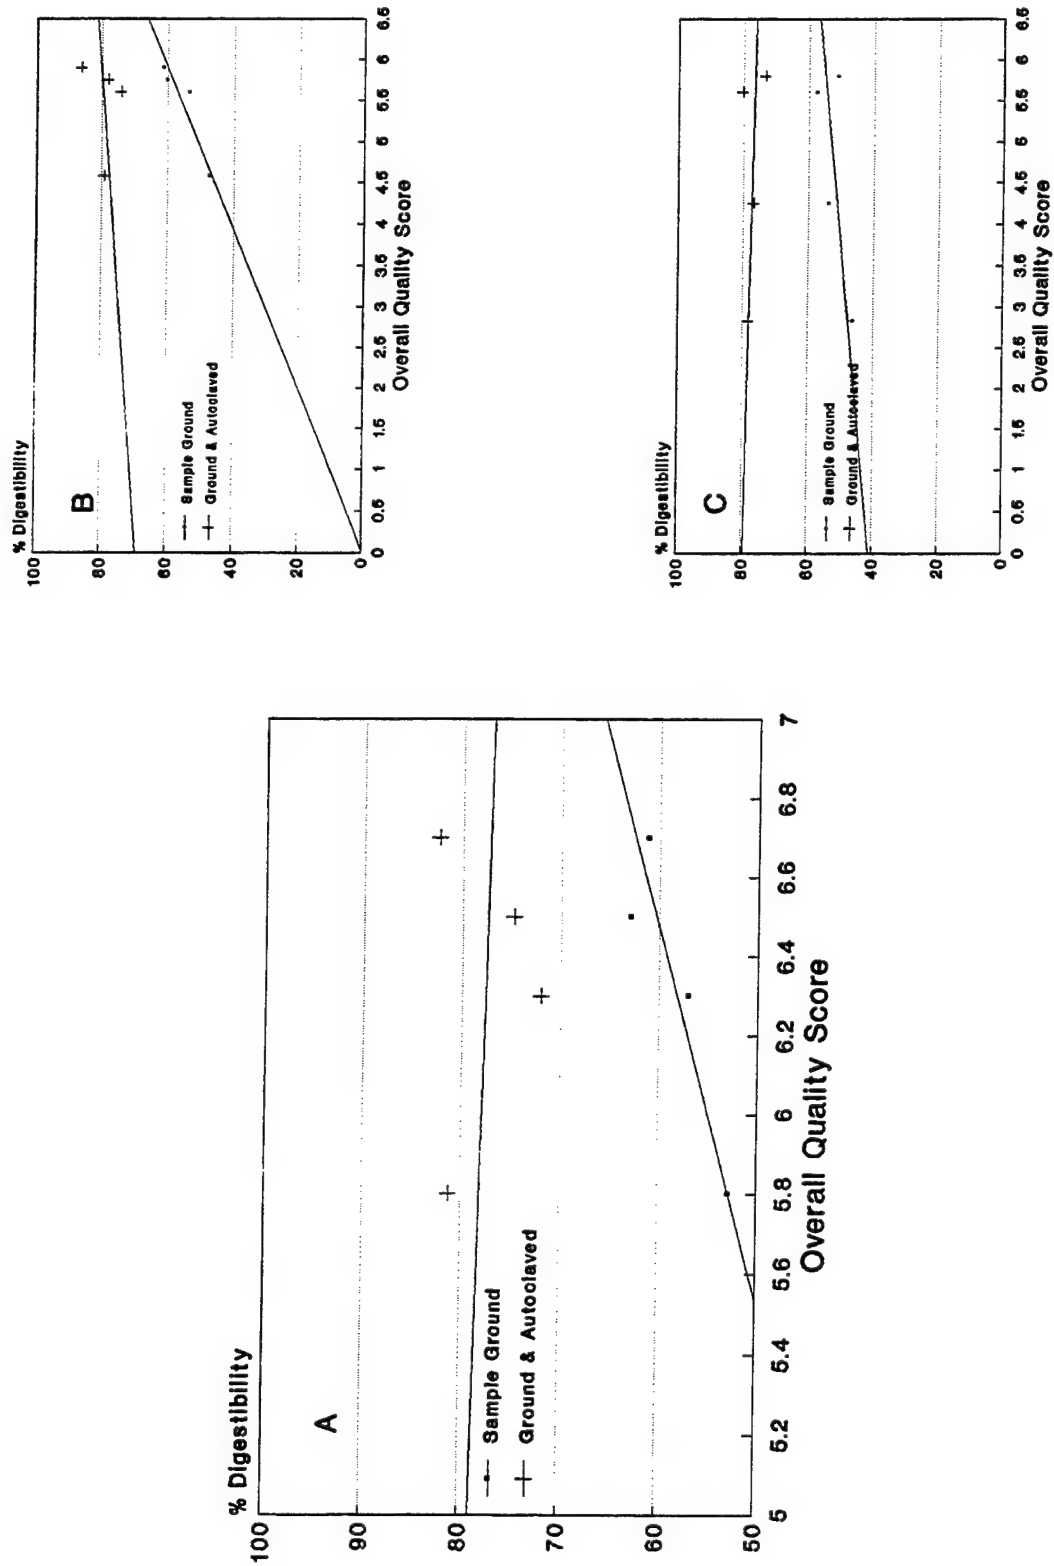 % Digestibility
A
100
90
80
70
60
50
Sample Ground
Ground & Autoclaved
5 5.2 5.4 5.6 5.8 6 6.2 6.4 6.6 6.8 7
Overall Quality Score
% Digestibility
B
100
80
60
40
20
0
Sample Ground
Ground & Autoclaved
0 0.5 1 1.5 2 2.5 3 3.5 4 4.5 5 5.5 6 6.5
Overall Quality Score
% Digestibility
C
100
80
60
40
20
0
Sample Ground
Ground & Autoclaved
0 0.5 1 1.5 2 2.5 3 3.5 4 4.5 5 5.5 6 6.5
Overall Quality Score